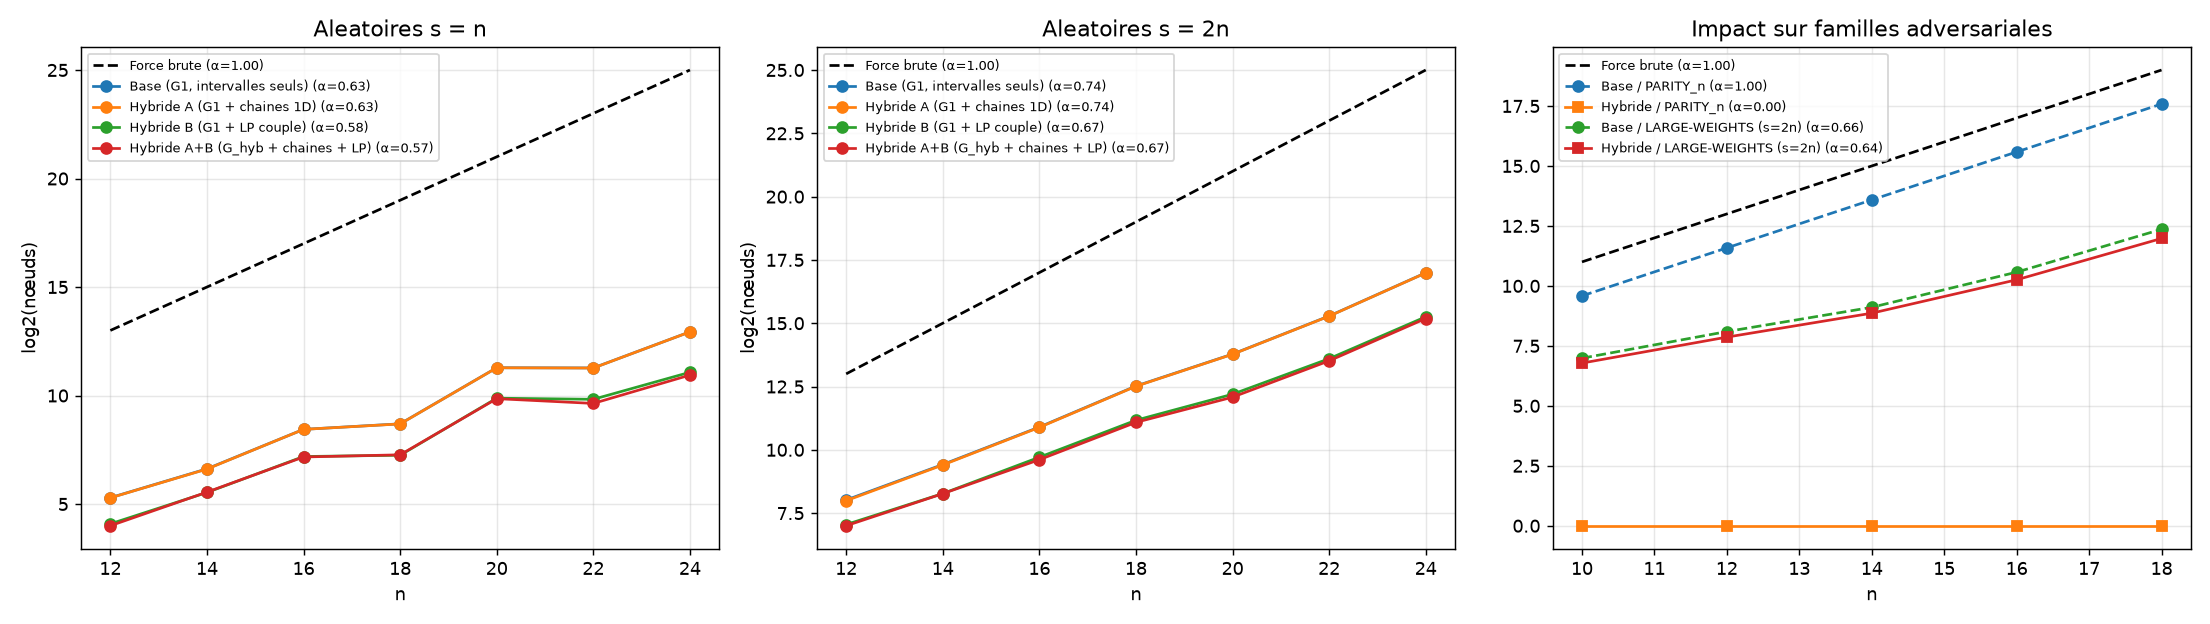 Aleatoires s = n
Force brute (α=1.00)
Base (G1, intervalles seuls) (α=0.63)
Hybride A (G1 + chaines 1D) (α=0.63)
Hybride B (G1 + LP couple) (α=0.58)
Hybride A+B (G_hyb + chaines + LP) (α=0.57)
log2(nœuds)
25
20
15
10
5
12 14 16 18 20 22 24
n
Aleatoires s = 2n
Force brute (α=1.00)
Base (G1, intervalles seuls) (α=0.74)
Hybride A (G1 + chaines 1D) (α=0.74)
Hybride B (G1 + LP couple) (α=0.67)
Hybride A+B (G_hyb + chaines + LP) (α=0.67)
log2(nœuds)
25.0
22.5
20.0
17.5
15.0
12.5
10.0
7.5
12 14 16 18 20 22 24
n
Impact sur familles adversariales
Force brute (α=1.00)
Base / PARITY_n (α=1.00)
Hybride / PARITY_n (α=0.00)
Base / LARGE-WEIGHTS (s=2n) (α=0.66)
Hybride / LARGE-WEIGHTS (s=2n) (α=0.64)
17.5
15.0
12.5
10.0
7.5
5.0
2.5
0.0
10 11 12 13 14 15 16 17 18
n